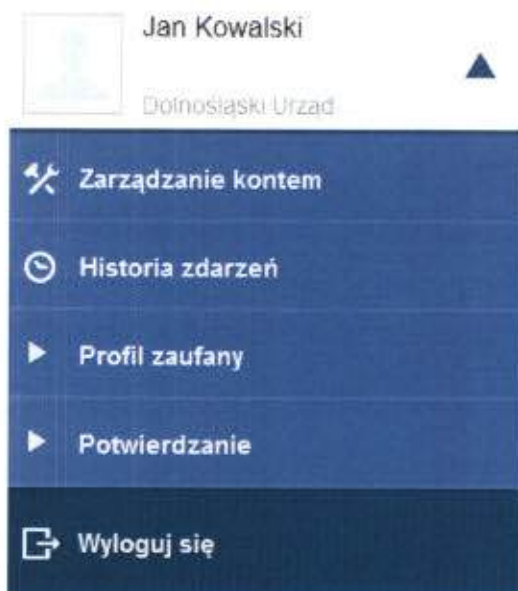 Jan Kowalski
Dolnośląski Urząd
Zarządzanie kontem
Historia zdarzeń
Profil zaufany
Potwierdzanie
Wyloguj się